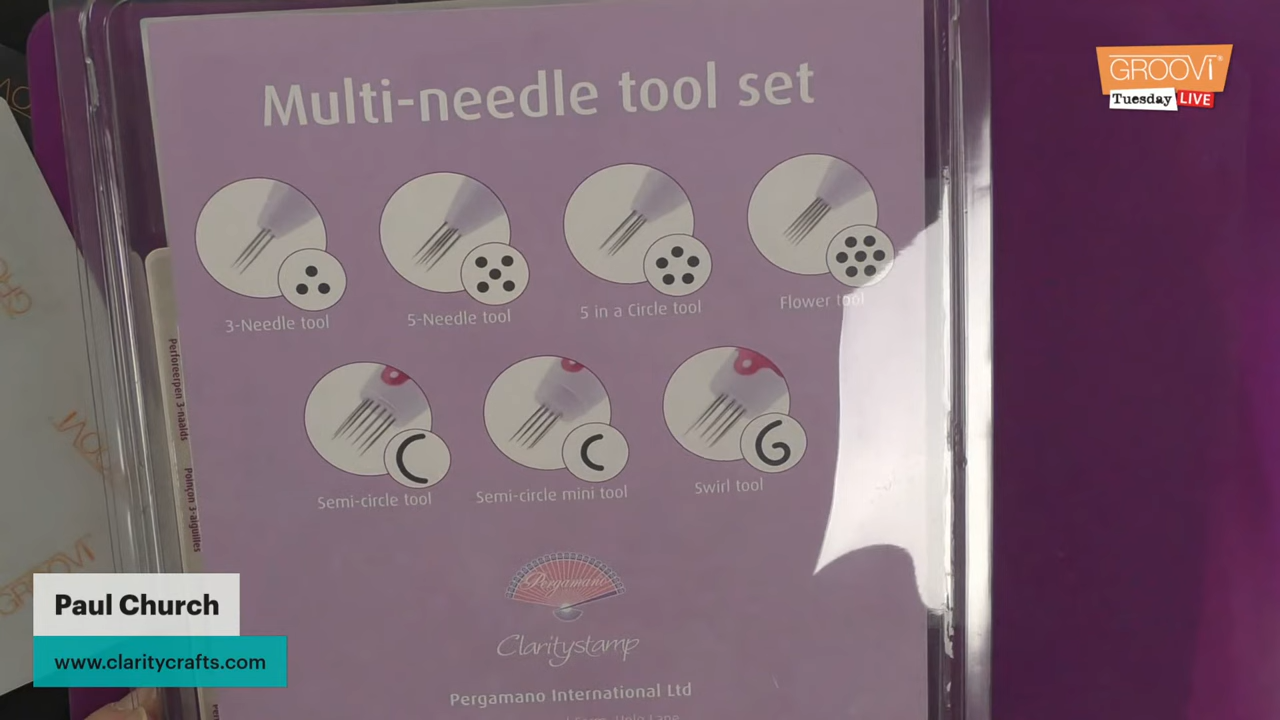 Multi-needle tool set
GROOVI
Tuesday LIVE
3-Needle tool
5-Needle tool
5 in a Circle tool
Flower tool
Semi-circle tool
Semi-circle mini tool
Swirl tool
Perforeerpen 3-naalds
Poinçon 3-aiguilles
GROOVI
GROOVI
Pergamano
Claritystamp
Pergamano International Ltd
Paul Church
www.claritycrafts.com